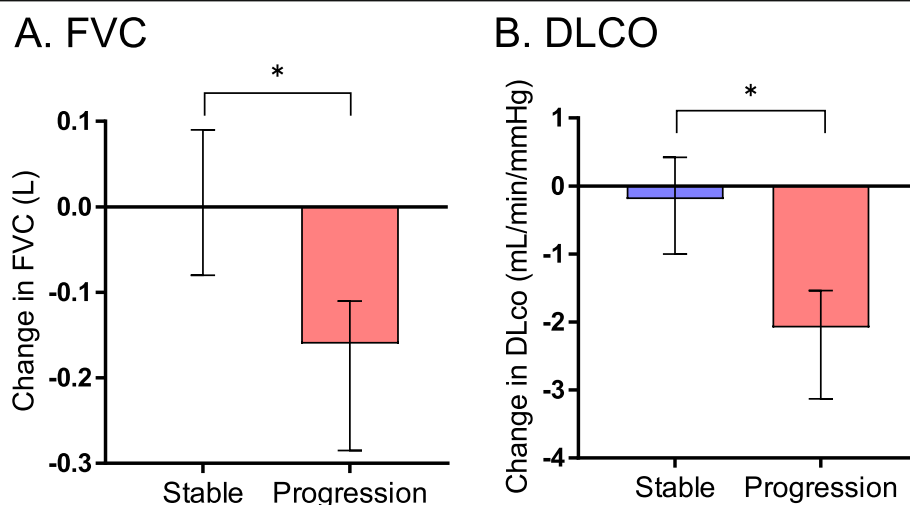 A. FVC
*
Change in FVC (L)
0.1
0.0
-0.1
-0.2
-0.3
Stable
Progression
B. DLCO
*
Change in DLco (mL/min/mmHg)
1
0
-1
-2
-3
-4
Stable
Progression